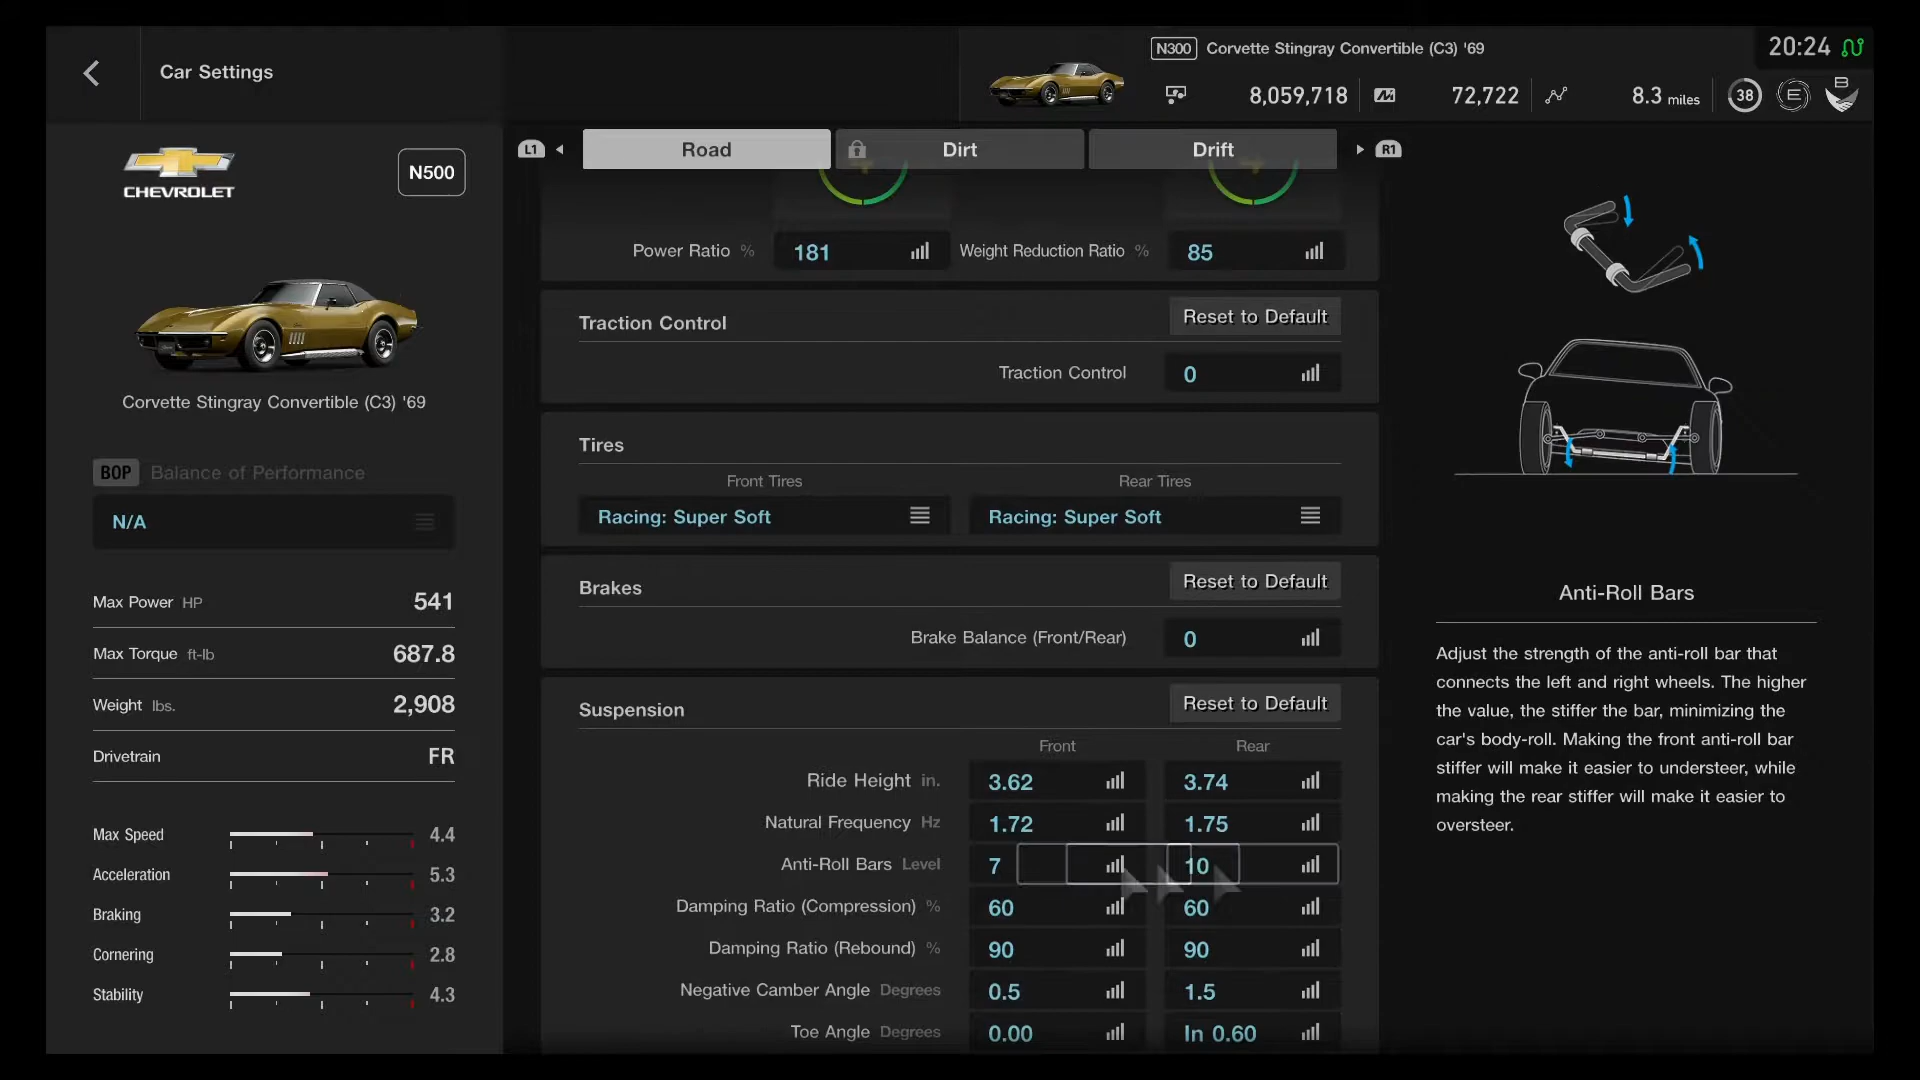 Car Settings
N300 Corvette Stingray Convertible (C3) '69
20:24
8,059,718 72,722 8.3 miles 38 E B
CHEVROLET
N500
Corvette Stingray Convertible (C3) '69
BOP Balance of Performance
N/A
Max Power HP 541
Max Torque ft-lb 687.8
Weight lbs. 2,908
Drivetrain FR
Max Speed 4.4
Acceleration 5.3
Braking 3.2
Cornering 2.8
Stability 4.3
L1 Road Dirt Drift R1
Power Ratio % 181 Weight Reduction Ratio % 85
Traction Control Reset to Default
Traction Control 0
Tires
Front Tires Rear Tires
Racing: Super Soft Racing: Super Soft
Brakes Reset to Default
Brake Balance (Front/Rear) 0
Suspension Reset to Default
Front Rear
Ride Height in. 3.62 3.74
Natural Frequency Hz 1.72 1.75
Anti-Roll Bars Level 7 10
Damping Ratio (Compression) % 60 60
Damping Ratio (Rebound) % 90 90
Negative Camber Angle Degrees 0.5 1.5
Toe Angle Degrees 0.00 In 0.60
Anti-Roll Bars
Adjust the strength of the anti-roll bar that
connects the left and right wheels. The higher
the value, the stiffer the bar, minimizing the
car's body-roll. Making the front anti-roll bar
stiffer will make it easier to understeer, while
making the rear stiffer will make it easier to
oversteer.